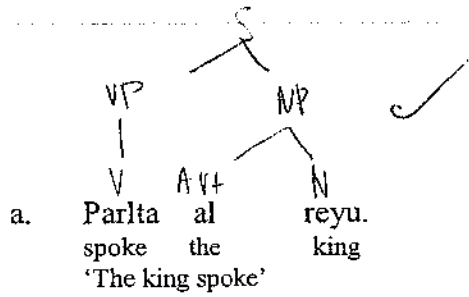 S
VP NP
V Art N
a. Parlta al reyu.
spoke the king
‘The king spoke’